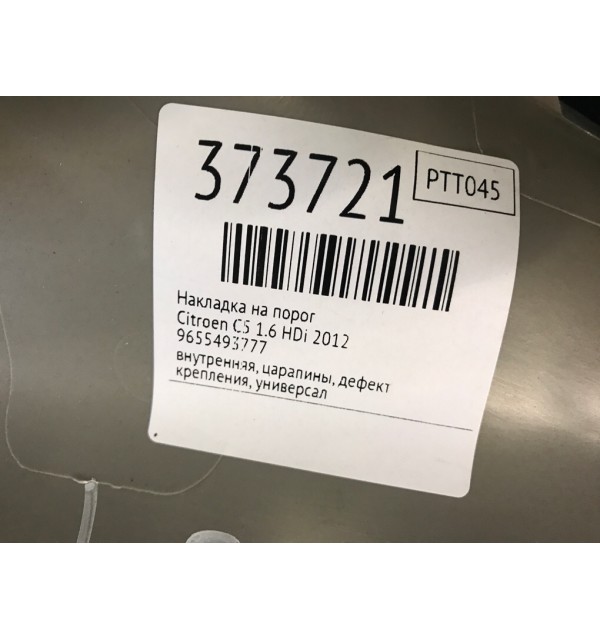 373721
PTT045
Накладка на порог
Citroen C5 1.6 HDi 2012
9655493777
внутренняя, царапины, дефект
крепления, универсал